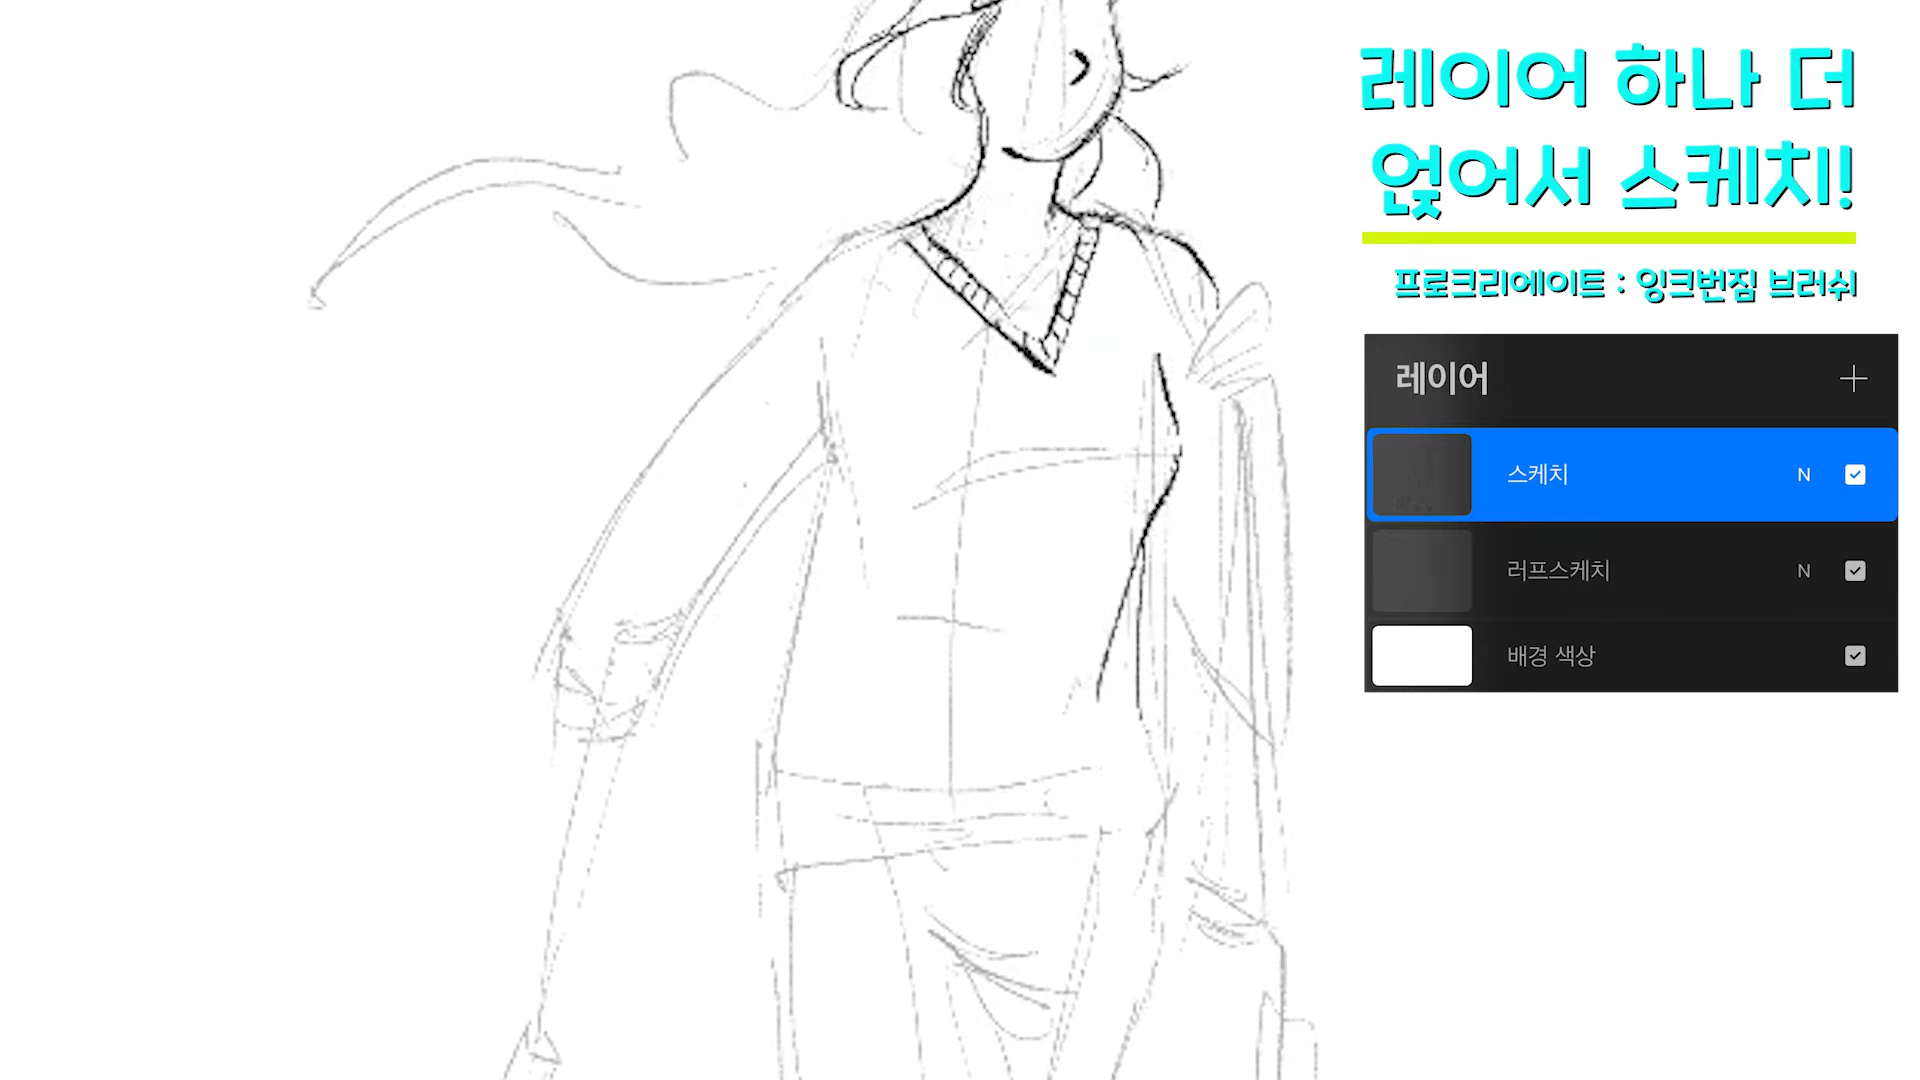 레이어 하나 더
얹어서 스케치!
프로크리에이트 : 잉크번짐 브러쉬
레이어
스케치 N
러프스케치 N
배경 색상